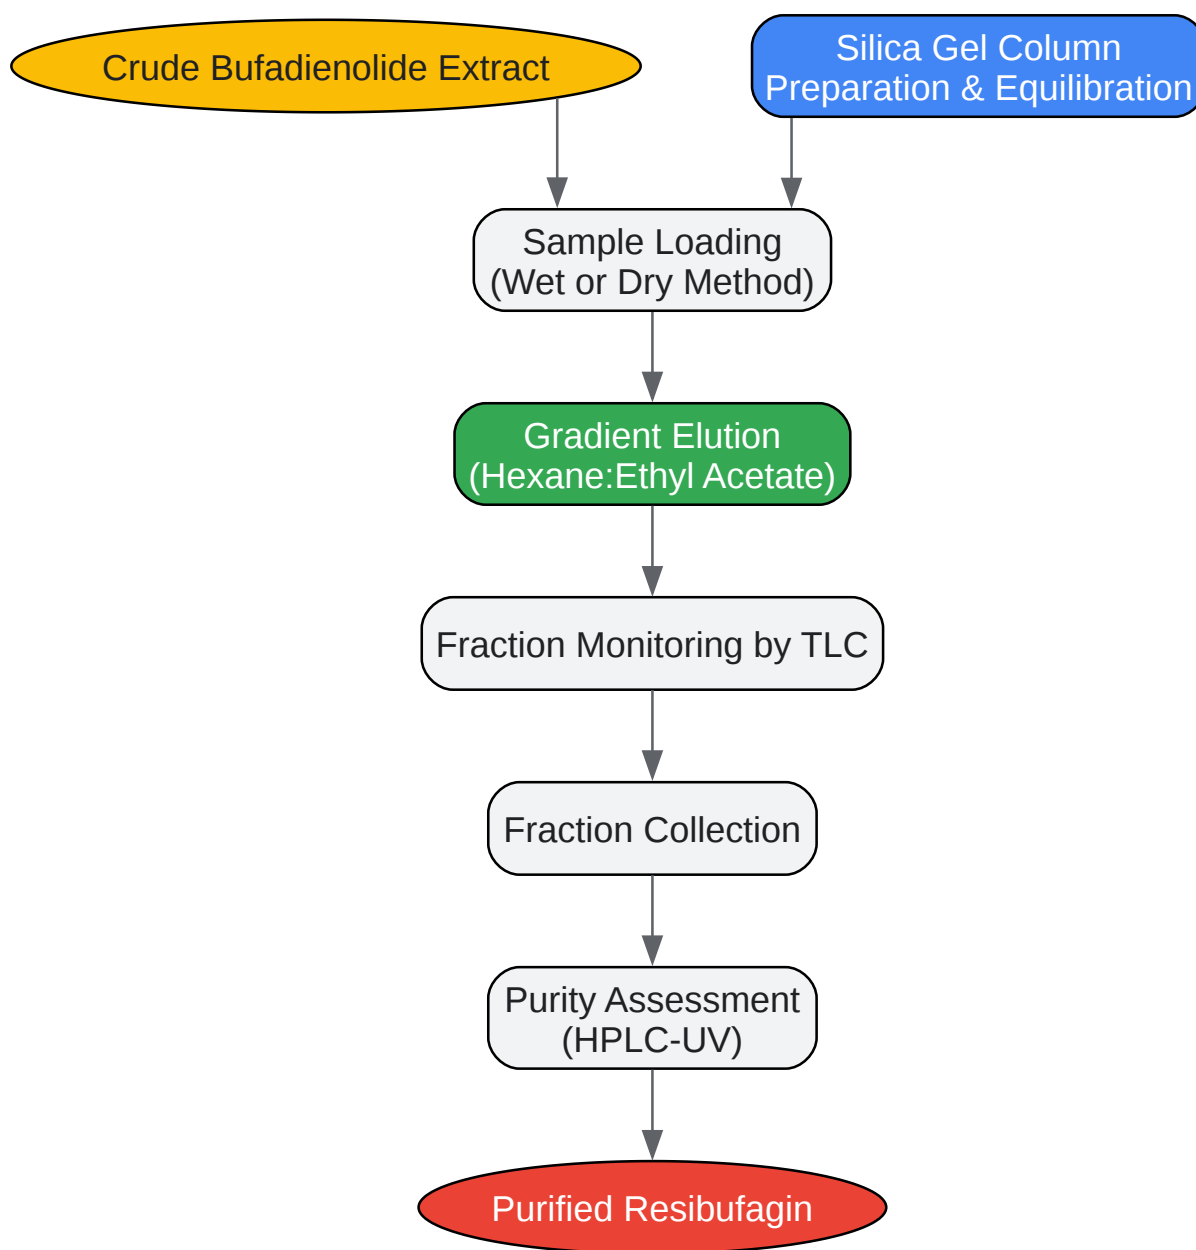 Crude Bufadienolide Extract
Silica Gel Column
Preparation & Equilibration
Sample Loading
(Wet or Dry Method)
Gradient Elution
(Hexane:Ethyl Acetate)
Fraction Monitoring by TLC
Fraction Collection
Purity Assessment
(HPLC-UV)
Purified Resibufagin